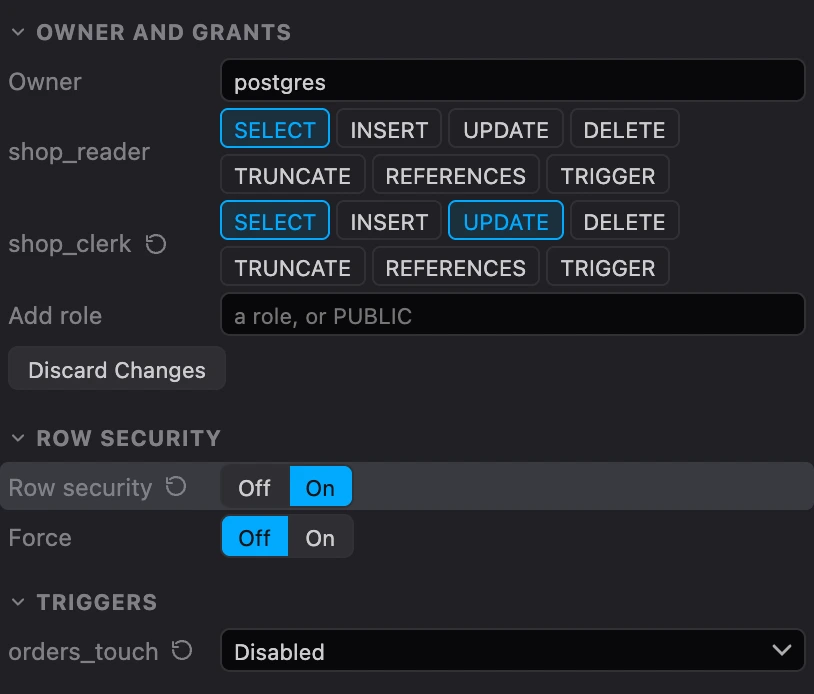 OWNER AND GRANTS
Owner postgres
shop_reader SELECT INSERT UPDATE DELETE
TRUNCATE REFERENCES TRIGGER
shop_clerk SELECT INSERT UPDATE DELETE
TRUNCATE REFERENCES TRIGGER
Add role a role, or PUBLIC
Discard Changes
ROW SECURITY
Row security Off On
Force Off On
TRIGGERS
orders_touch Disabled